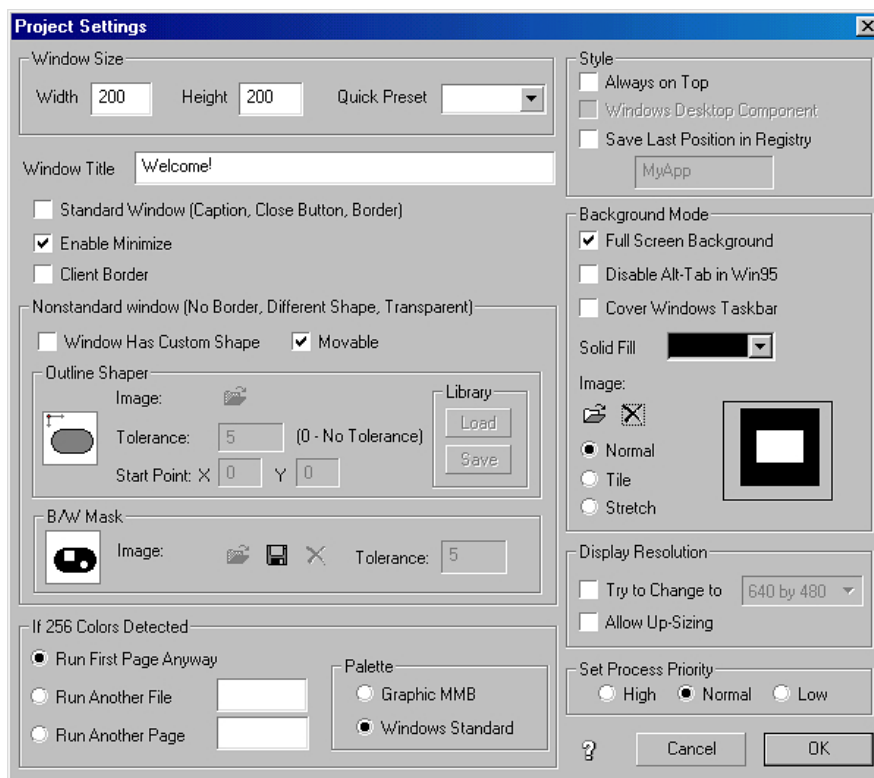 Project Settings
Window Size
Width 200 Height 200 Quick Preset
Window Title Welcome!
Standard Window (Caption, Close Button, Border)
Enable Minimize
Client Border
Nonstandard window (No Border, Different Shape, Transparent)
Window Has Custom Shape Movable
Outline Shaper
Image:
Tolerance: 5 (0 - No Tolerance)
Start Point: X 0 Y 0
Library
Load
Save
B/W Mask
Image: Tolerance: 5
If 256 Colors Detected
Run First Page Anyway
Run Another File
Run Another Page
Palette
Graphic MMB
Windows Standard
Style
Always on Top
Windows Desktop Component
Save Last Position in Registry
MyApp
Background Mode
Full Screen Background
Disable Alt-Tab in Win95
Cover Windows Taskbar
Solid Fill
Image:
Normal
Tile
Stretch
Display Resolution
Try to Change to 640 by 480
Allow Up-Sizing
Set Process Priority
High Normal Low
? Cancel OK